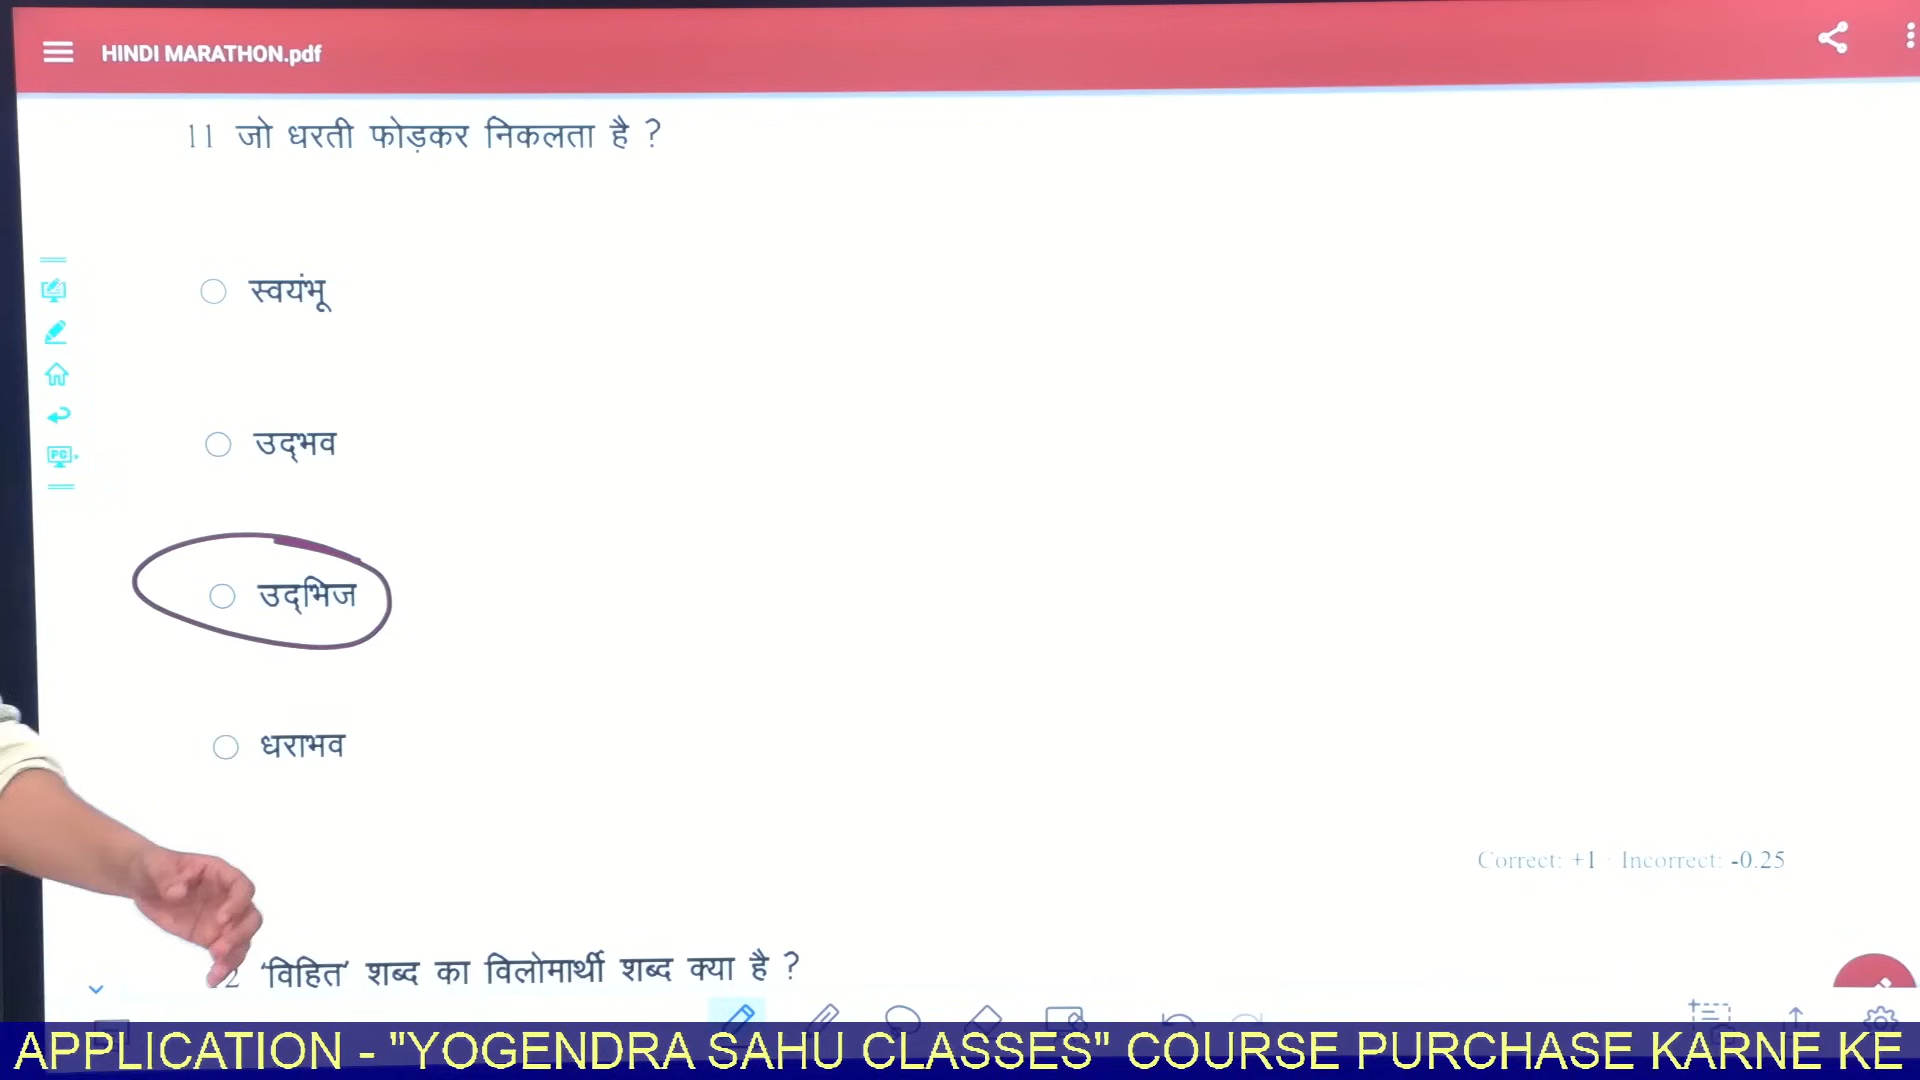 HINDI MARATHON.pdf
11 जो धरती फोड़कर निकलता है ?
स्वयंभू
उद्‌भव
उद्‌भिज
धराभव
Correct: +1 · Incorrect: -0.25
2 'विहित' शब्द का विलोमार्थी शब्द क्या है ?
PC
APPLICATION - "YOGENDRA SAHU CLASSES" COURSE PURCHASE KARNE KE